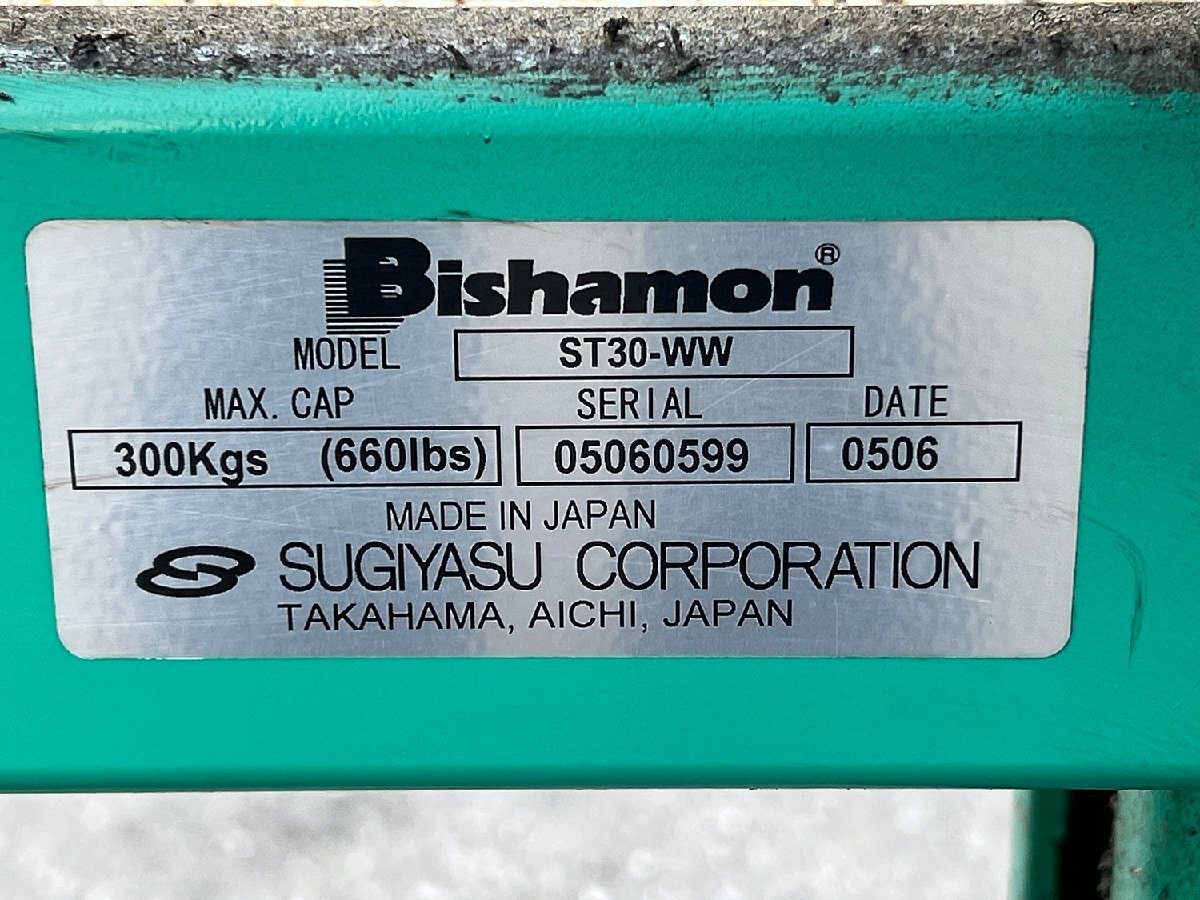 Bishamon®
MODEL ST30-WW
MAX. CAP SERIAL DATE
300Kgs (660lbs) 05060599 0506
MADE IN JAPAN
SUGIYASU CORPORATION
TAKAHAMA, AICHI, JAPAN